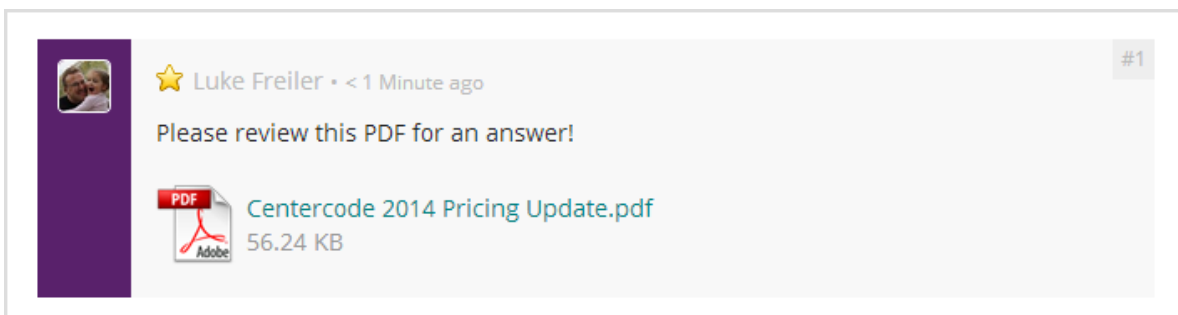 Luke Freiler • < 1 Minute ago
#1
Please review this PDF for an answer!
PDF
Adobe
Centercode 2014 Pricing Update.pdf
56.24 KB